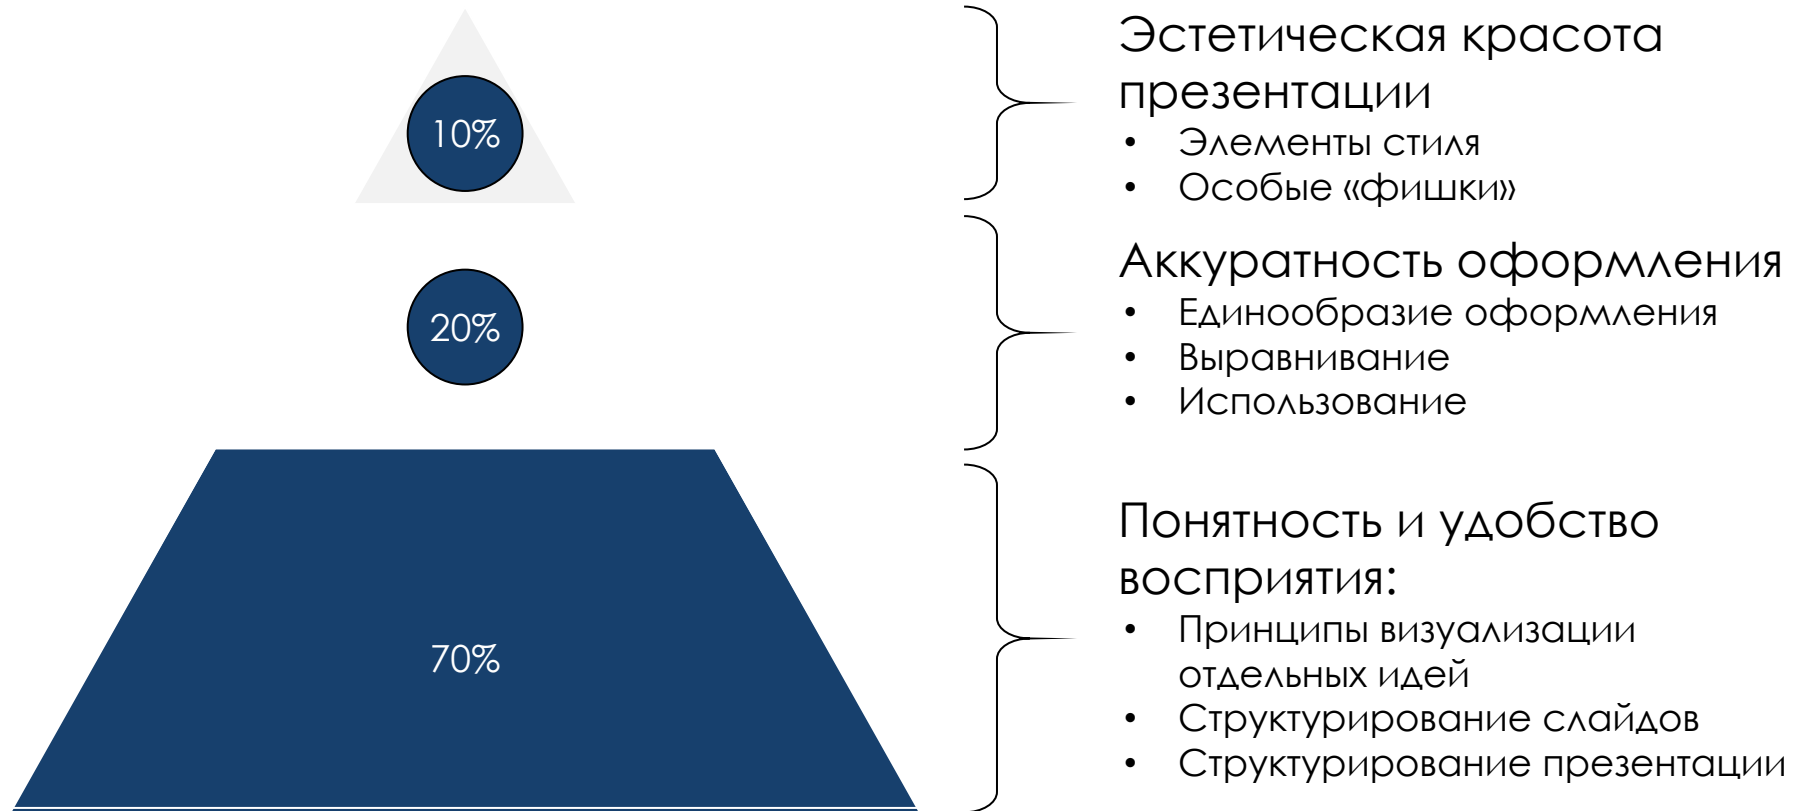 10%
Эстетическая красота
презентации
• Элементы стиля
• Особые «фишки»
20%
Аккуратность оформления
• Единообразие оформления
• Выравнивание
• Использование
70%
Понятность и удобство
восприятия:
• Принципы визуализации
отдельных идей
• Структурирование слайдов
• Структурирование презентации